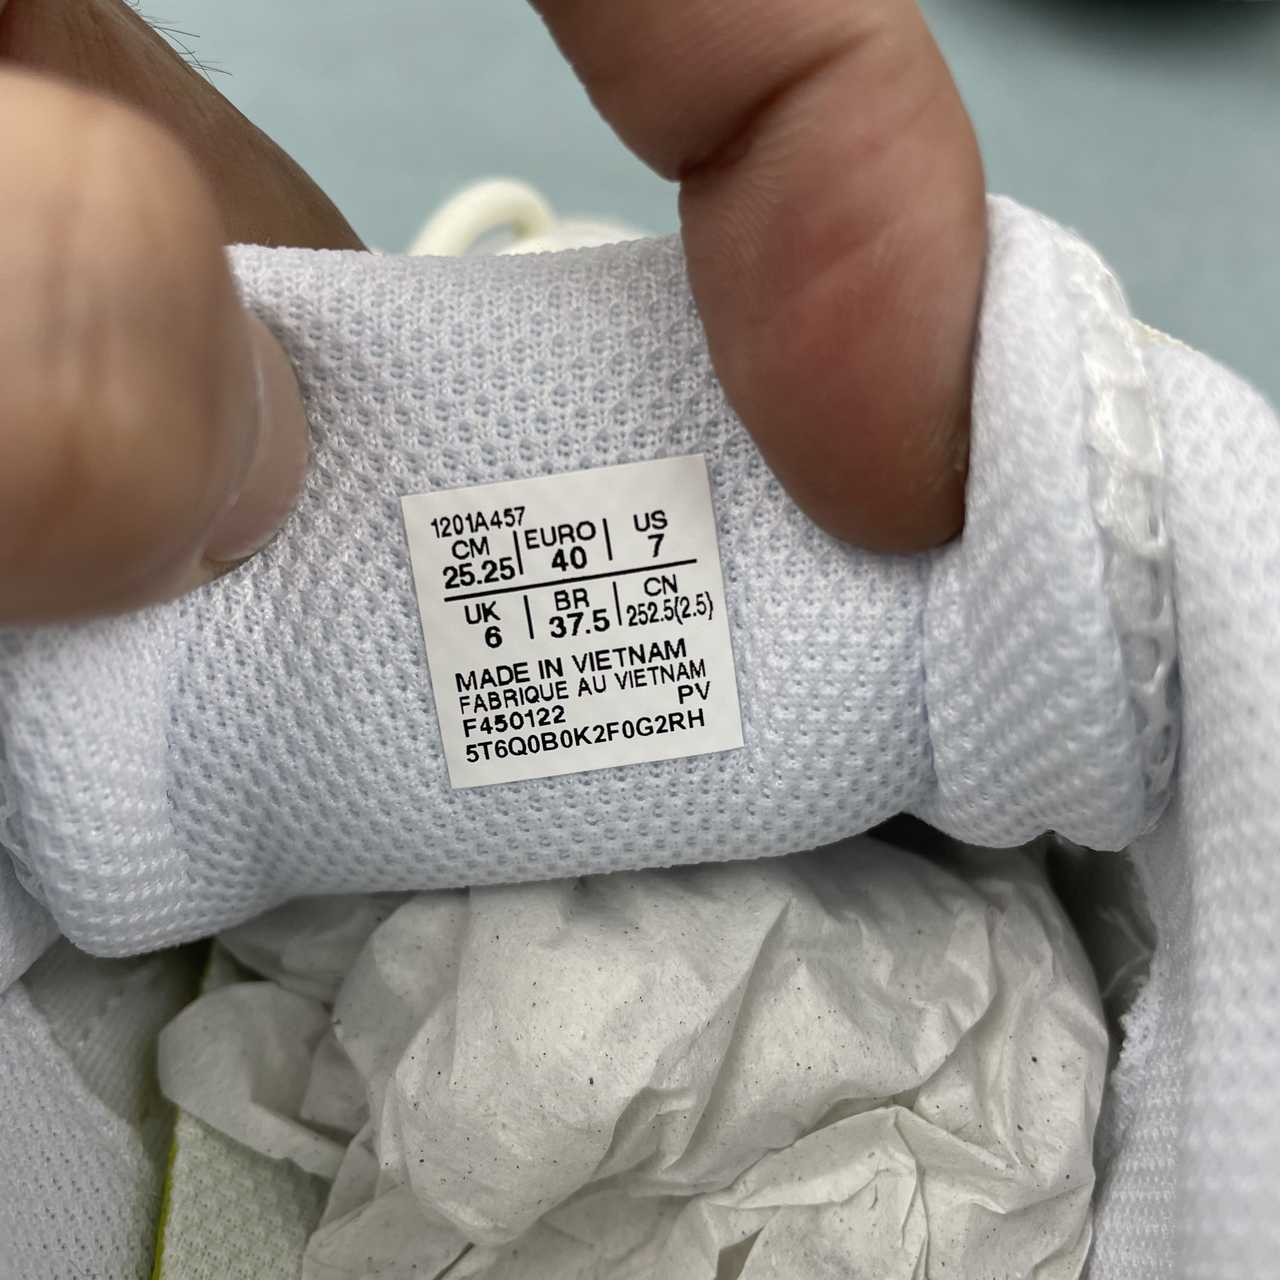 1201A457
CM | EURO | US
25.25 | 40 | 7
UK | BR | CN
6 | 37.5 | 252.5(2.5)
MADE IN VIETNAM
FABRIQUE AU VIETNAM
F450122 PV
5T6Q0B0K2F0G2RH